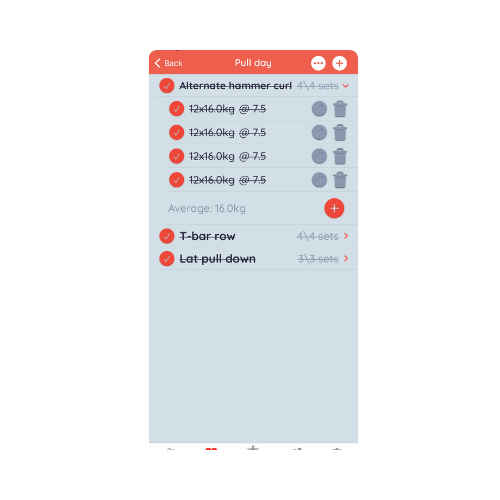 Back Pull day
Alternate hammer curl 4\4 sets
12x16.0kg @ 7.5
12x16.0kg @ 7.5
12x16.0kg @ 7.5
12x16.0kg @ 7.5
Average: 16.0kg
T-bar row 4\4 sets
Lat pull down 3\3 sets